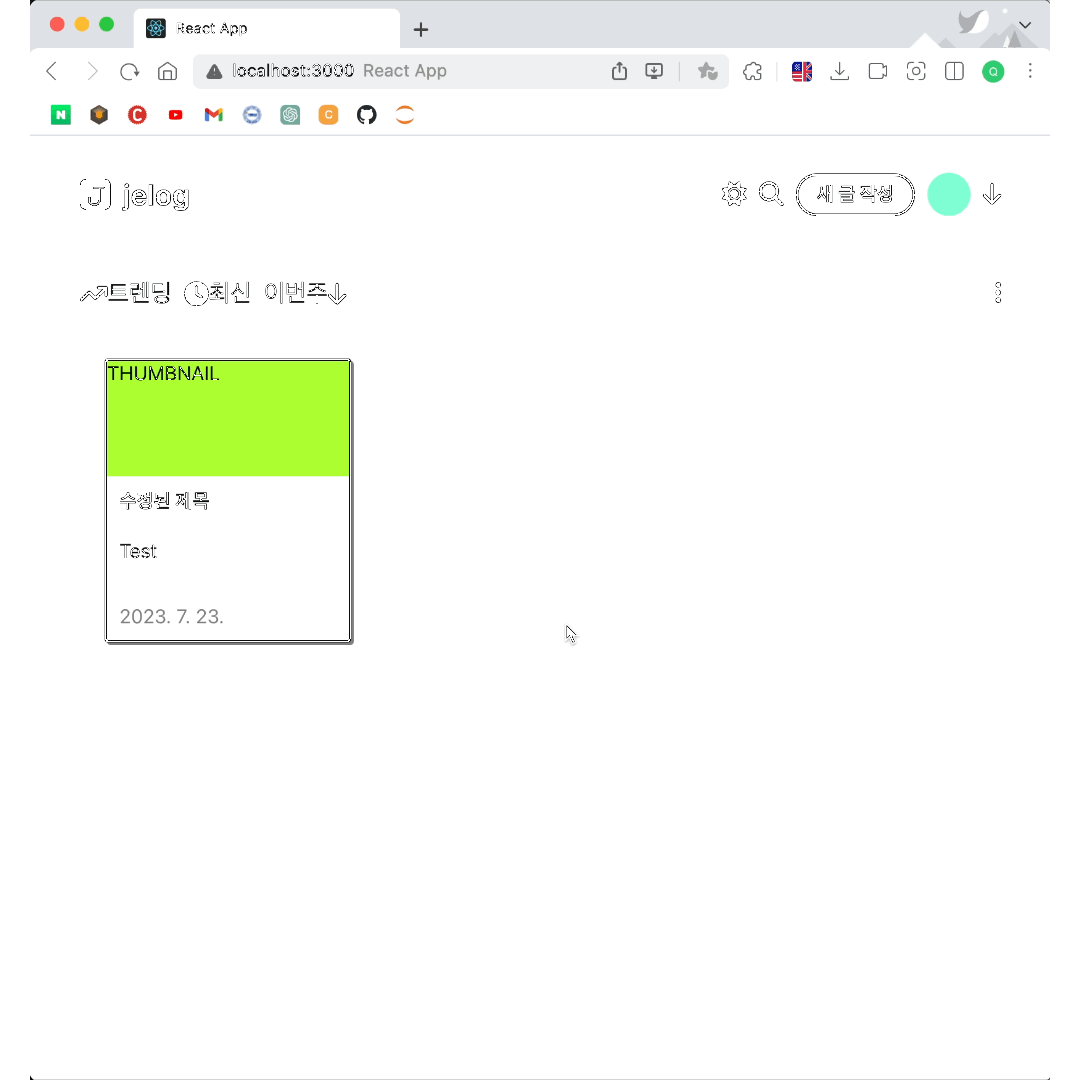 React App
localhost:3000 React App
N C C Q
J jelog
새 글 작성
트렌딩 최신 이번주
THUMBNAIL
수정된 제목
Test
2023. 7. 23.